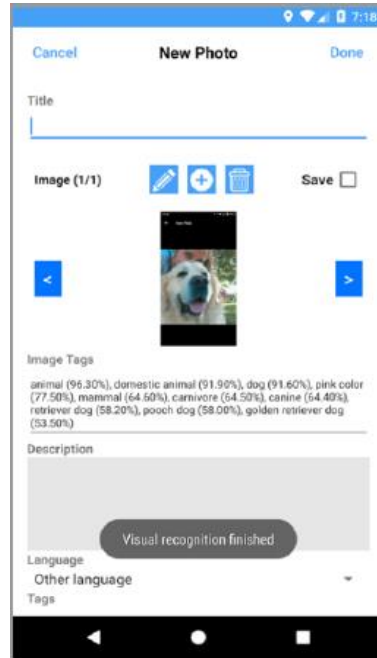 7:18
Cancel New Photo Done
Title
Image (1/1) Save
< >
Image Tags
animal (96.30%), domestic animal (91.90%), dog (91.60%), pink color
(77.50%), mammal (64.60%), carnivore (64.50%), canine (64.40%),
retriever dog (58.20%), pooch dog (58.00%), golden retriever dog
(53.50%)
Description
Visual recognition finished
Language
Other language
Tags